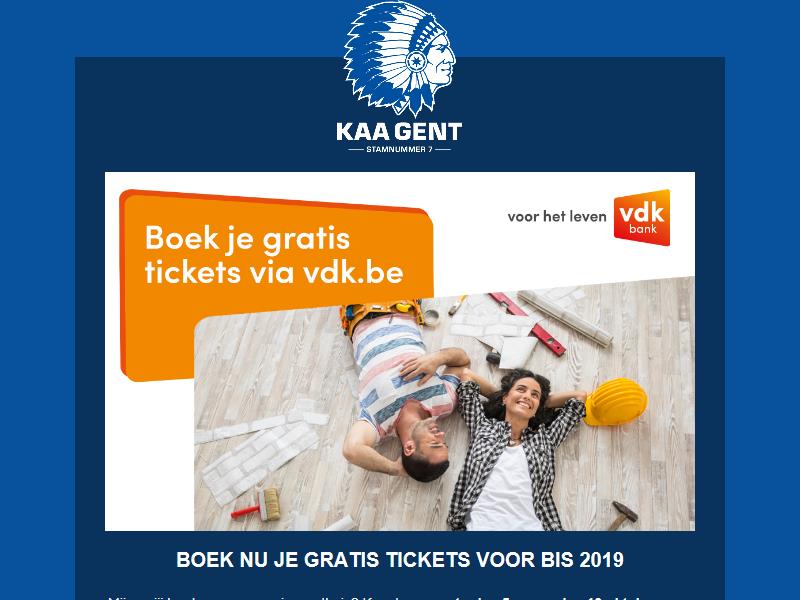 KAA GENT
STAMNUMMER 7
Boek je gratis
tickets via vdk.be
voor het leven
vdk
bank
BOEK NU JE GRATIS TICKETS VOOR BIS 2019